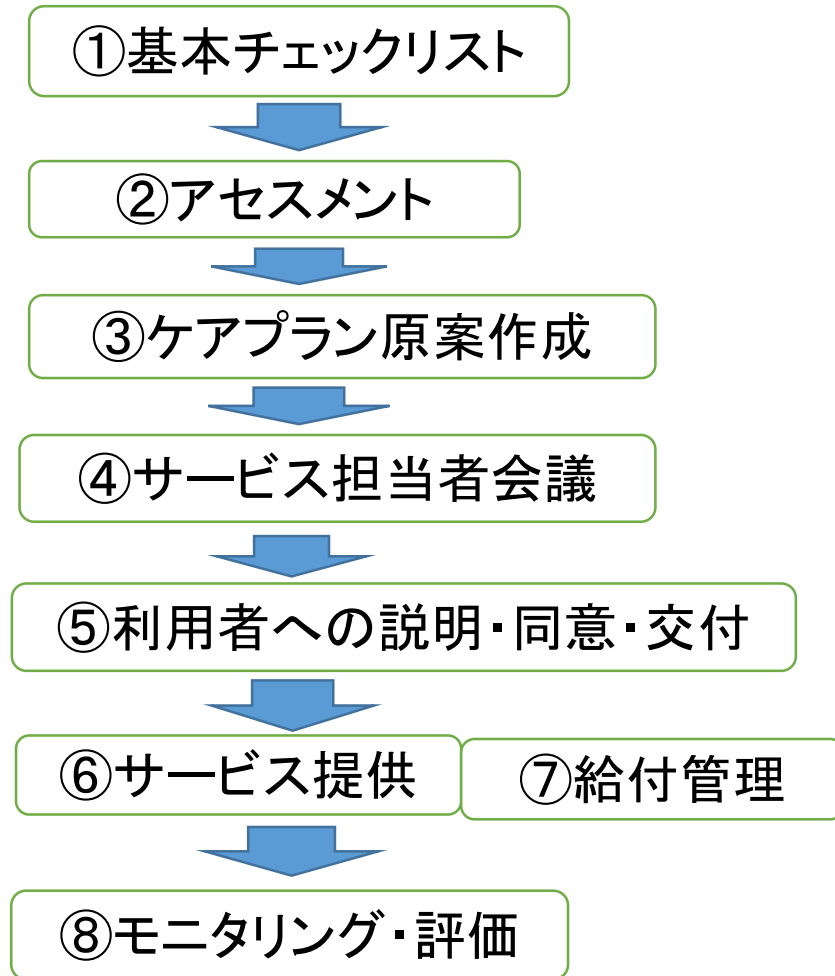 ①基本チェックリスト
②アセスメント
③ケアプラン原案作成
④サービス担当者会議
⑤利用者への説明・同意・交付
⑥サービス提供
⑦給付管理
⑧モニタリング・評価